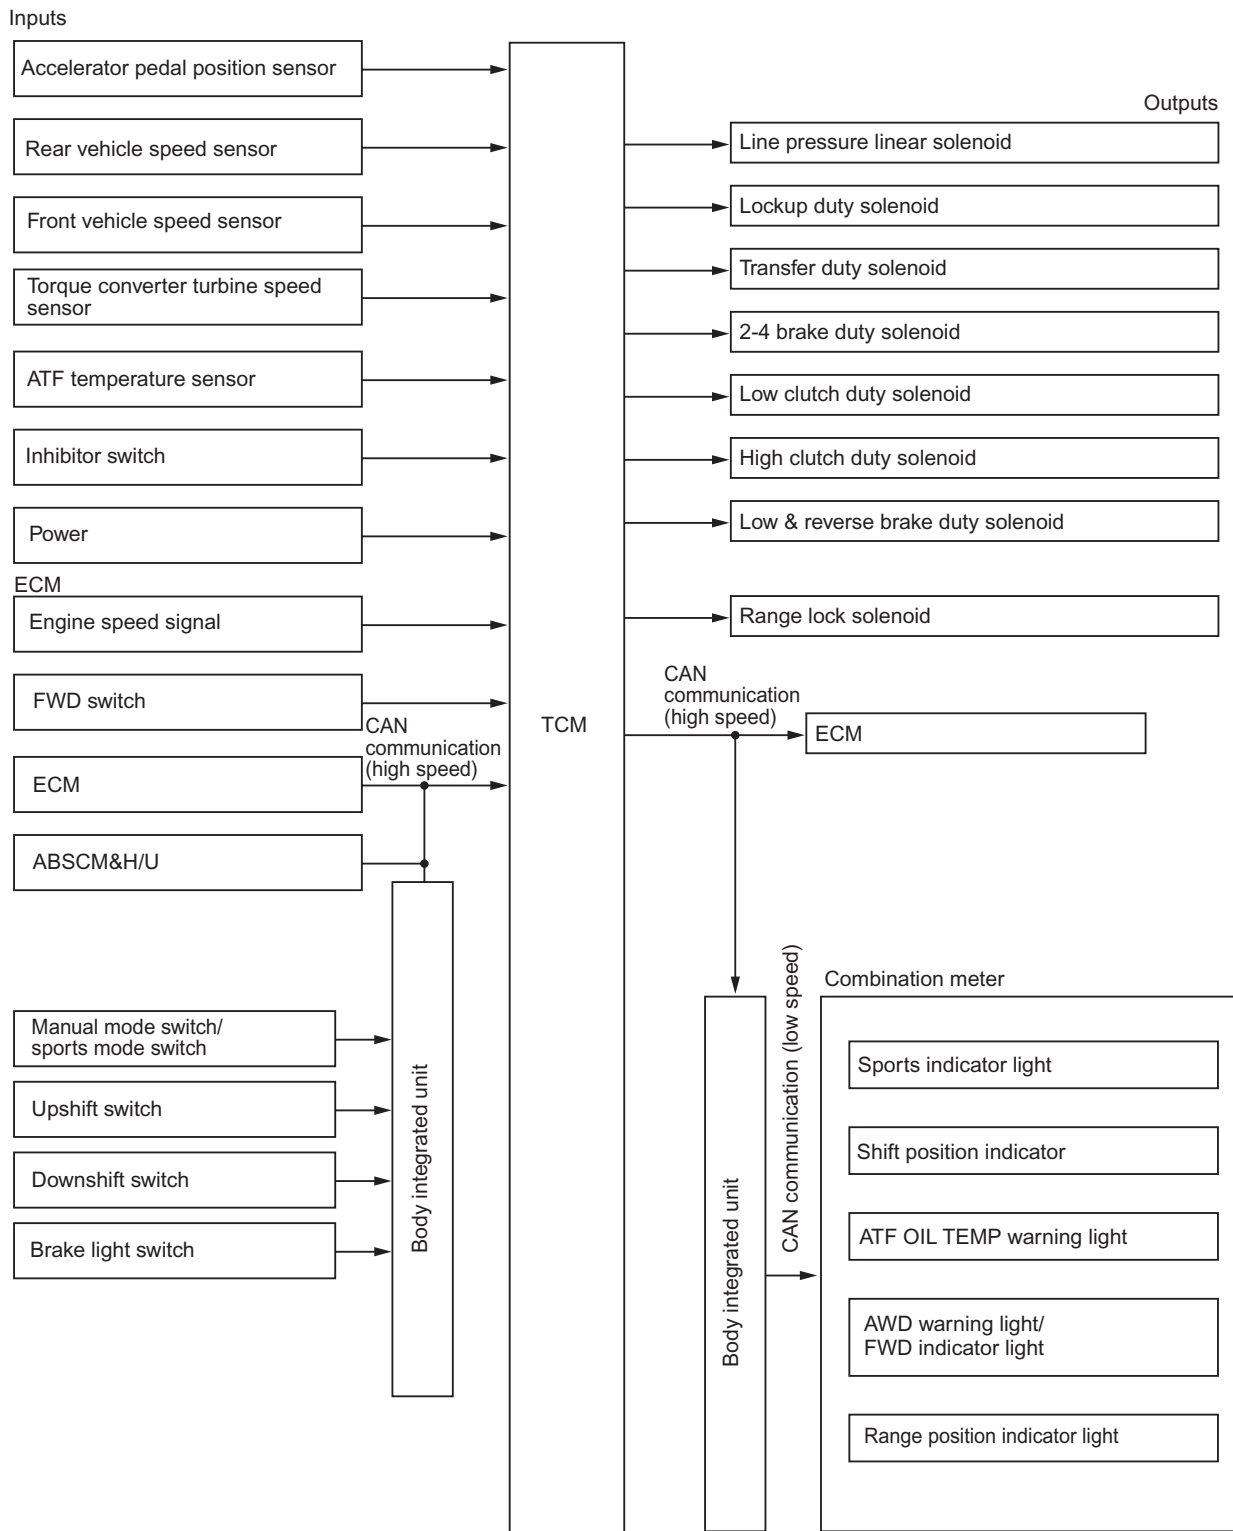 Inputs
Accelerator pedal position sensor
Rear vehicle speed sensor
Front vehicle speed sensor
Torque converter turbine speed
sensor
ATF temperature sensor
Inhibitor switch
Power
ECM
Engine speed signal
FWD switch
CAN
communication
(high speed)
ECM
ABSCM&H/U
Manual mode switch/
sports mode switch
Upshift switch
Downshift switch
Brake light switch
Body integrated unit
TCM
Outputs
Line pressure linear solenoid
Lockup duty solenoid
Transfer duty solenoid
2-4 brake duty solenoid
Low clutch duty solenoid
High clutch duty solenoid
Low & reverse brake duty solenoid
Range lock solenoid
CAN
communication
(high speed)
ECM
Body integrated unit
CAN communication (low speed)
Combination meter
Sports indicator light
Shift position indicator
ATF OIL TEMP warning light
AWD warning light/
FWD indicator light
Range position indicator light